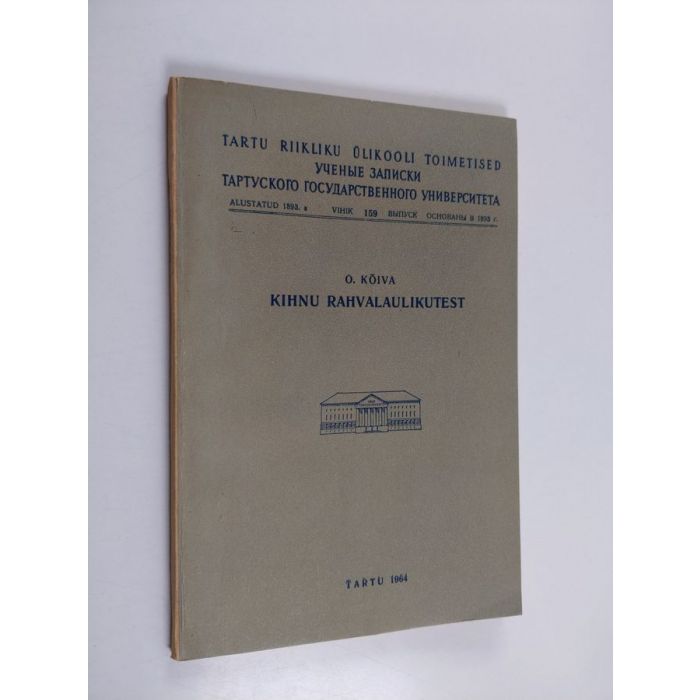 TARTU RIIKLIKU ÜLIKOOLI TOIMETISED
УЧЕНЫЕ ЗАПИСКИ
ТАРТУСКОГО ГОСУДАРСТВЕННОГО УНИВЕРСИТЕТА
ALUSTATUD 1893. a VIHIK 159 ВЫПУСК ОСНОВАНЫ В 1893 г.
O. KÕIVA
KIHNU RAHVALAULIKUTEST
TARTU 1964